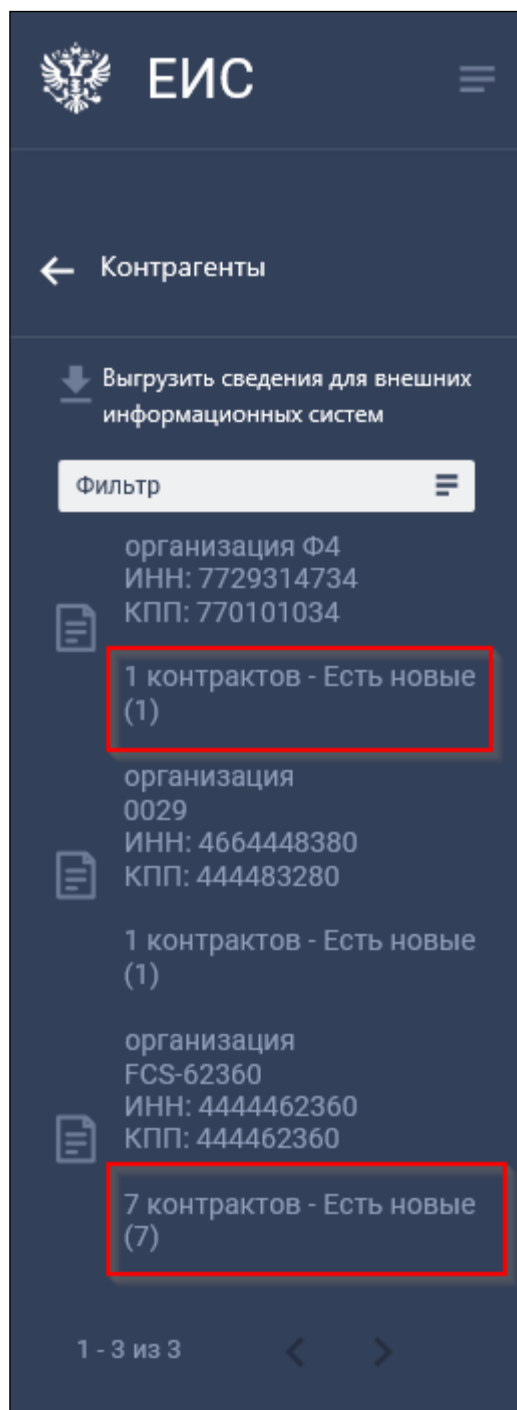 ЕИС
Контрагенты
Выгрузить сведения для внешних
информационных систем
Фильтр
организация Ф4
ИНН: 7729314734
КПП: 770101034
1 контрактов - Есть новые
(1)
организация
0029
ИНН: 4664448380
КПП: 444483280
1 контрактов - Есть новые
(1)
организация
FCS-62360
ИНН: 4444462360
КПП: 444462360
7 контрактов - Есть новые
(7)
1 - 3 из 3